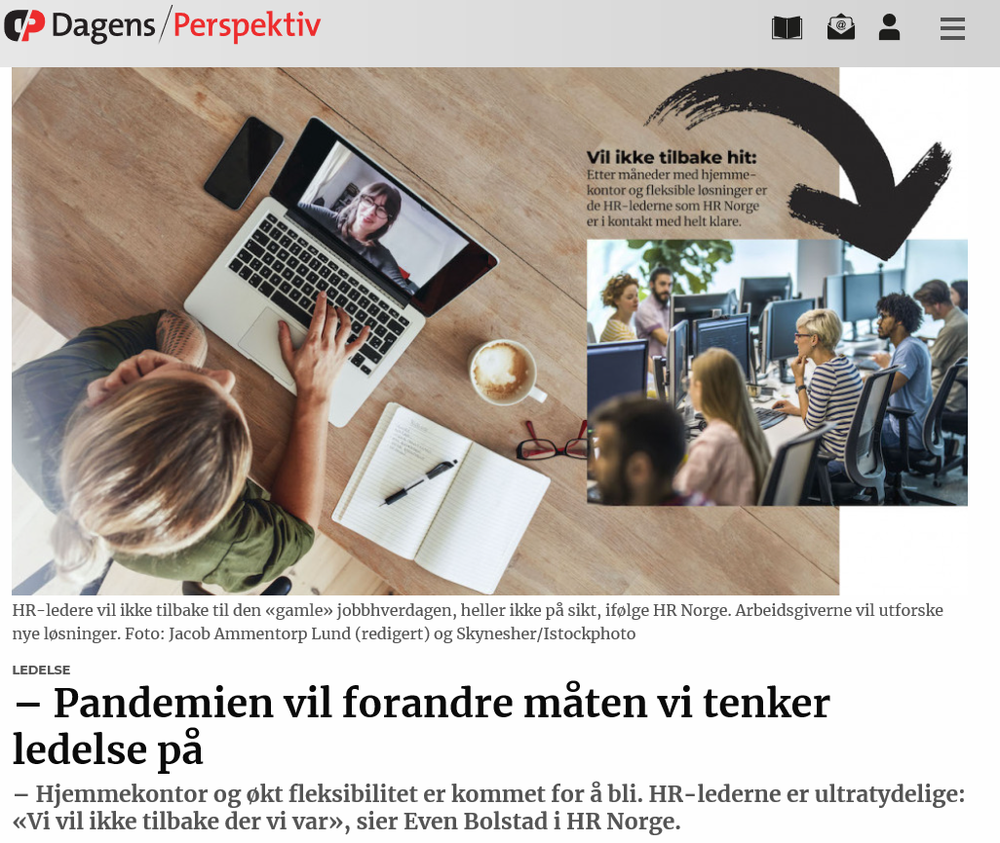 Dagens/Perspektiv
Vil ikke tilbake hit:
Etter måneder med hjemme-
kontor og fleksible løsninger er
de HR-lederne som HR Norge
er i kontakt med helt klare.
HR-ledere vil ikke tilbake til den «gamle» jobbhverdagen, heller ikke på sikt, ifølge HR Norge. Arbeidsgiverne vil utforske
nye løsninger. Foto: Jacob Ammentorp Lund (redigert) og Skynesher/Istockphoto
LEDELSE
– Pandemien vil forandre måten vi tenker
ledelse på
– Hjemmekontor og økt fleksibilitet er kommet for å bli. HR-lederne er ultratydelige:
«Vi vil ikke tilbake der vi var», sier Even Bolstad i HR Norge.